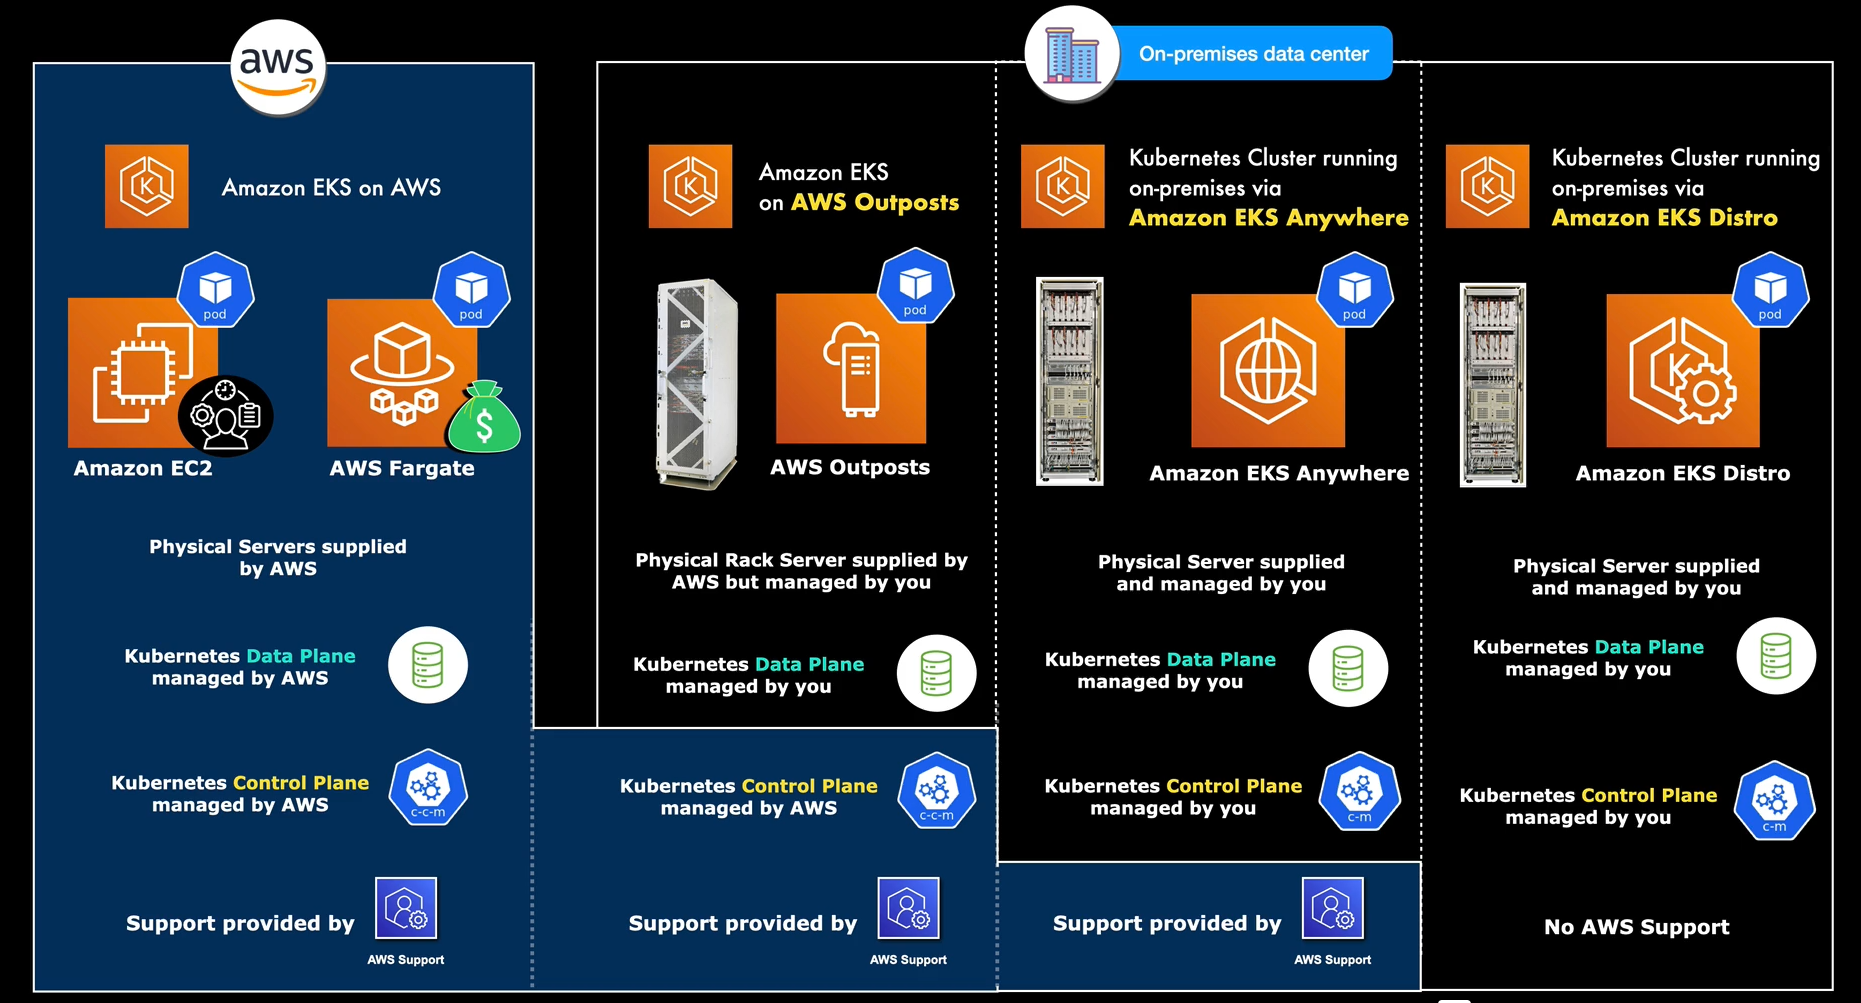 aws
On-premises data center
Amazon EKS on AWS
K
pod
pod
Amazon EC2
AWS Fargate
$
Physical Servers supplied
by AWS
Kubernetes Data Plane
managed by AWS
Kubernetes Control Plane
managed by AWS
c-c-m
Support provided by
AWS Support
K
Amazon EKS
on AWS Outposts
pod
AWS Outposts
Physical Rack Server supplied by
AWS but managed by you
Kubernetes Data Plane
managed by you
Kubernetes Control Plane
managed by AWS
c-c-m
Support provided by
AWS Support
K
Kubernetes Cluster running
on-premises via
Amazon EKS Anywhere
pod
Amazon EKS Anywhere
Physical Server supplied
and managed by you
Kubernetes Data Plane
managed by you
Kubernetes Control Plane
managed by you
c-m
Support provided by
AWS Support
K
Kubernetes Cluster running
on-premises via
Amazon EKS Distro
pod
K
Amazon EKS Distro
Physical Server supplied
and managed by you
Kubernetes Data Plane
managed by you
Kubernetes Control Plane
managed by you
c-m
No AWS Support